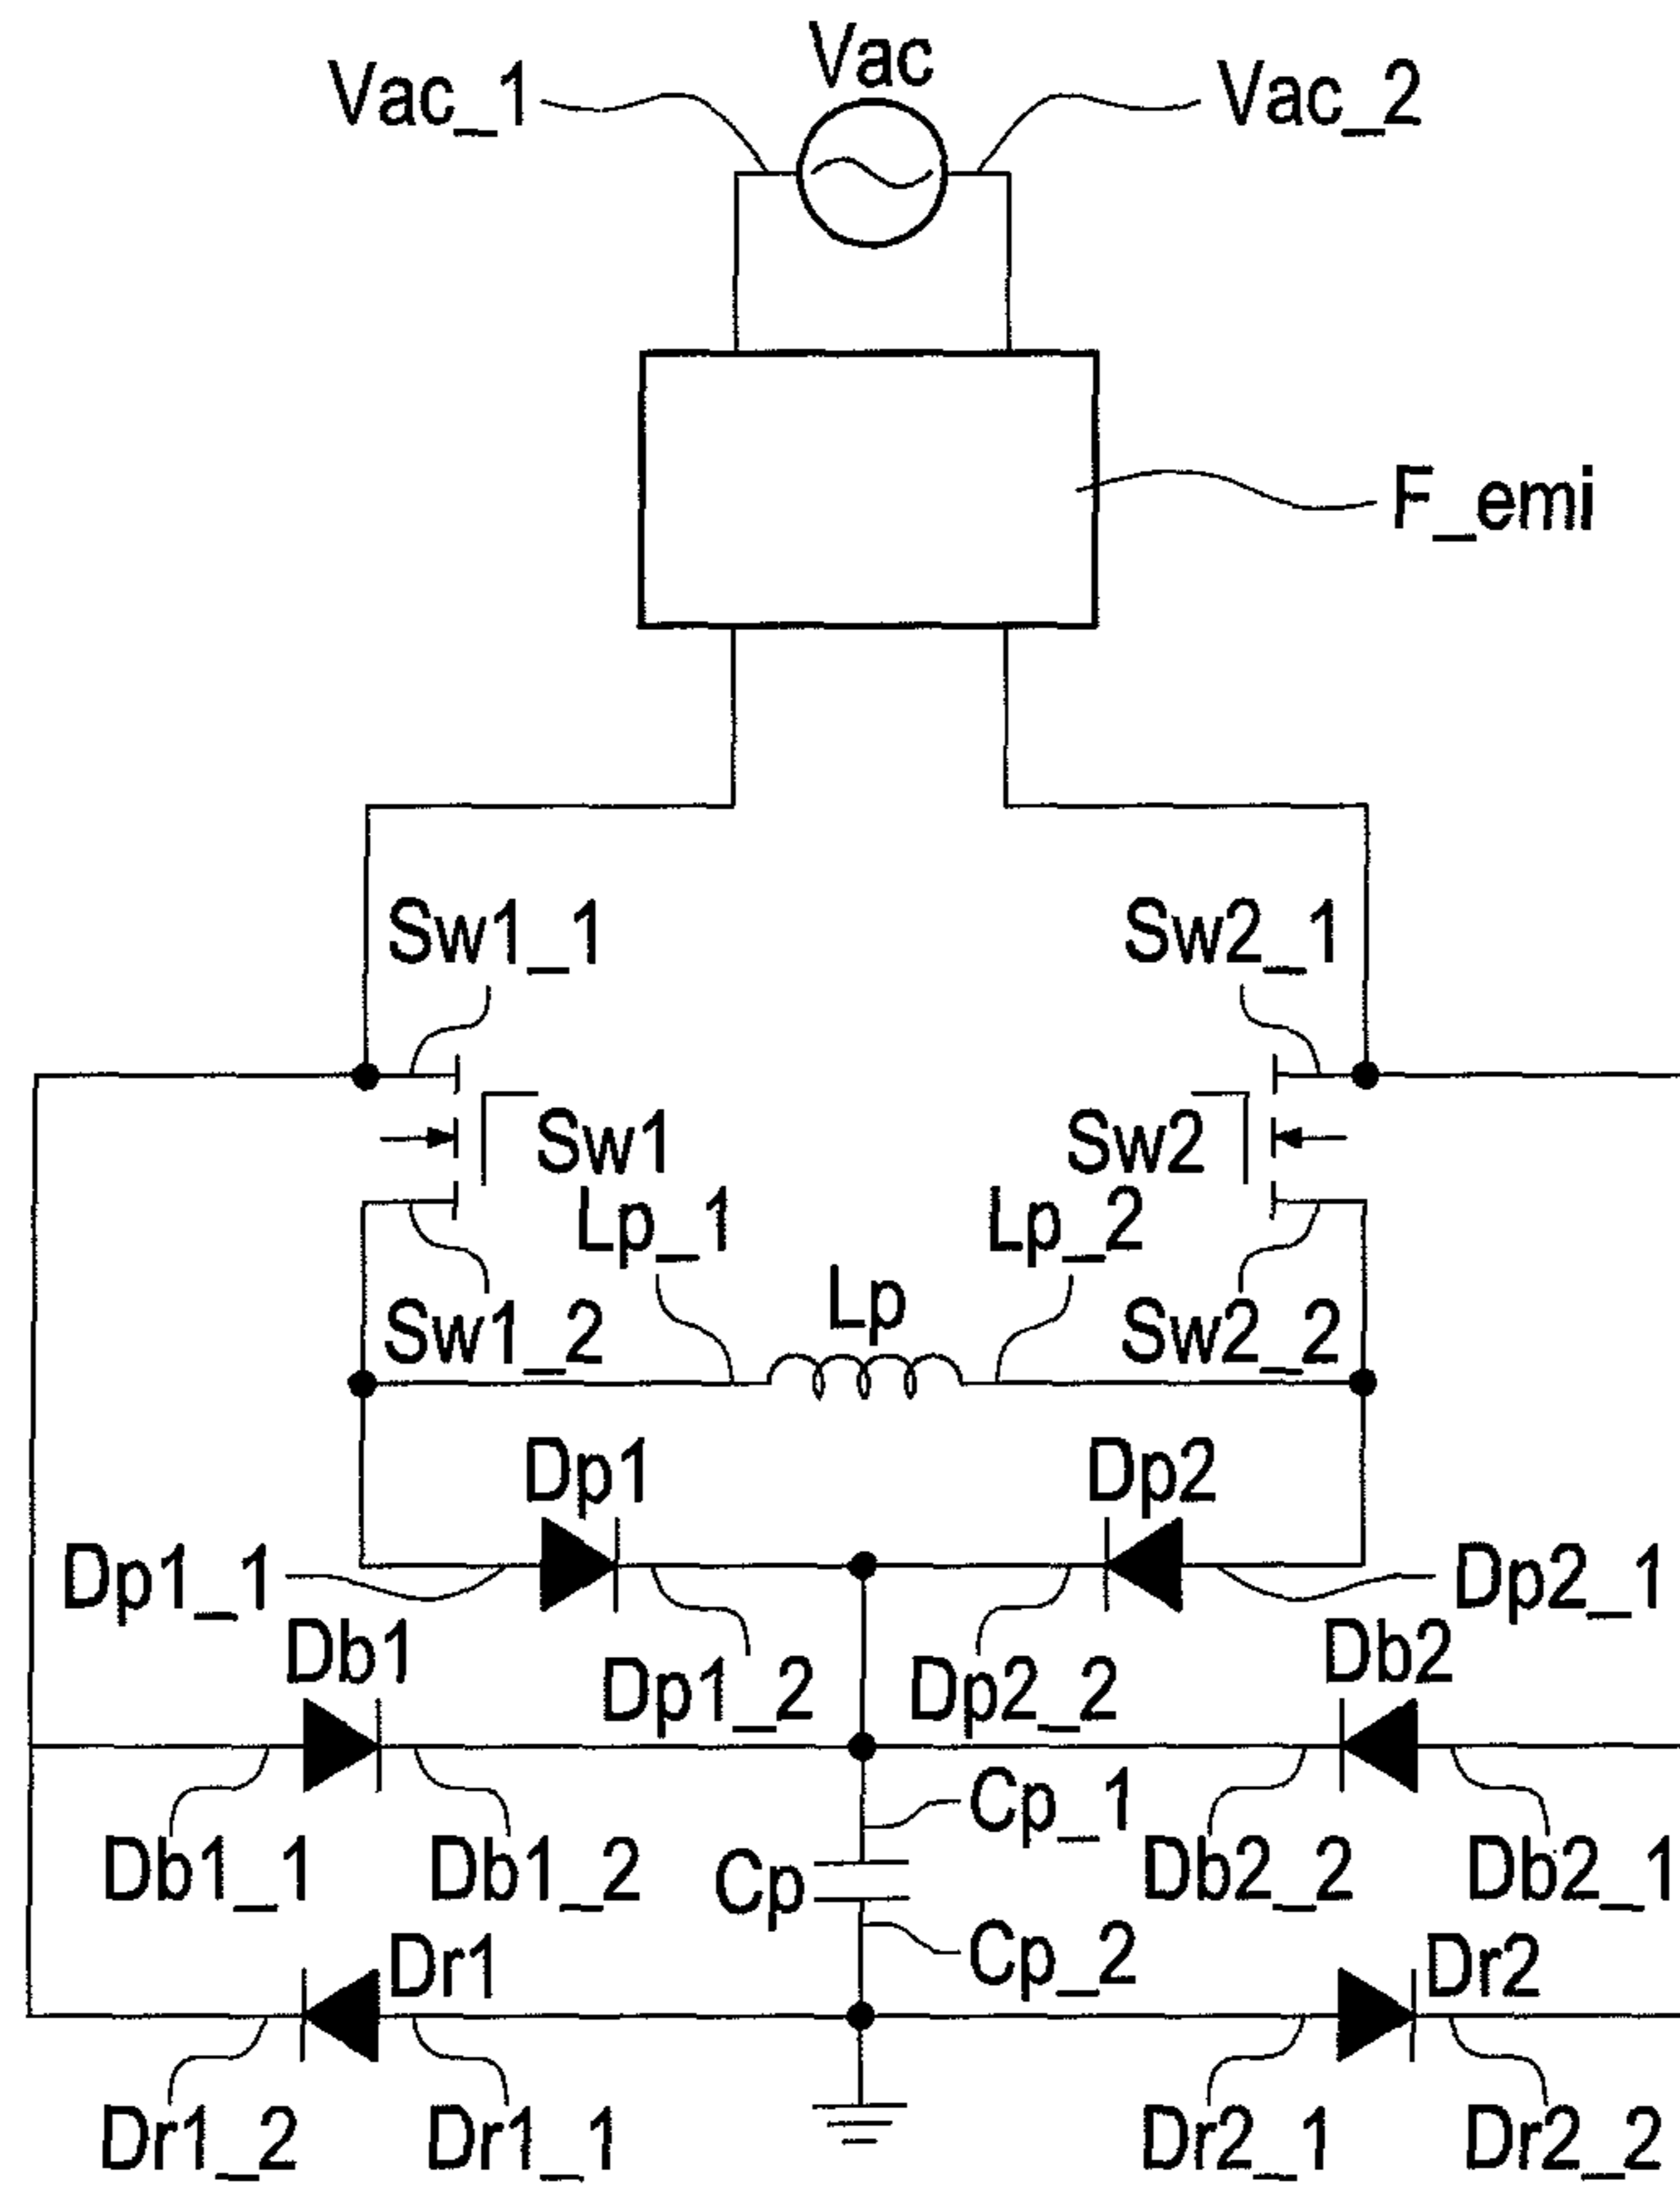 Vac
Vac_1
Vac_2
F_emi
Sw1_1
Sw2_1
Sw1
Sw2
Lp_1
Lp_2
Lp
Sw1_2
Sw2_2
Dp1
Dp2
Dp1_1
Dp2_1
Db1
Db2
Dp1_2
Dp2_2
Cp_1
Db1_1
Db1_2
Cp
Db2_2
Db2_1
Cp_2
Dr1
Dr2
Dr1_2
Dr1_1
Dr2_1
Dr2_2